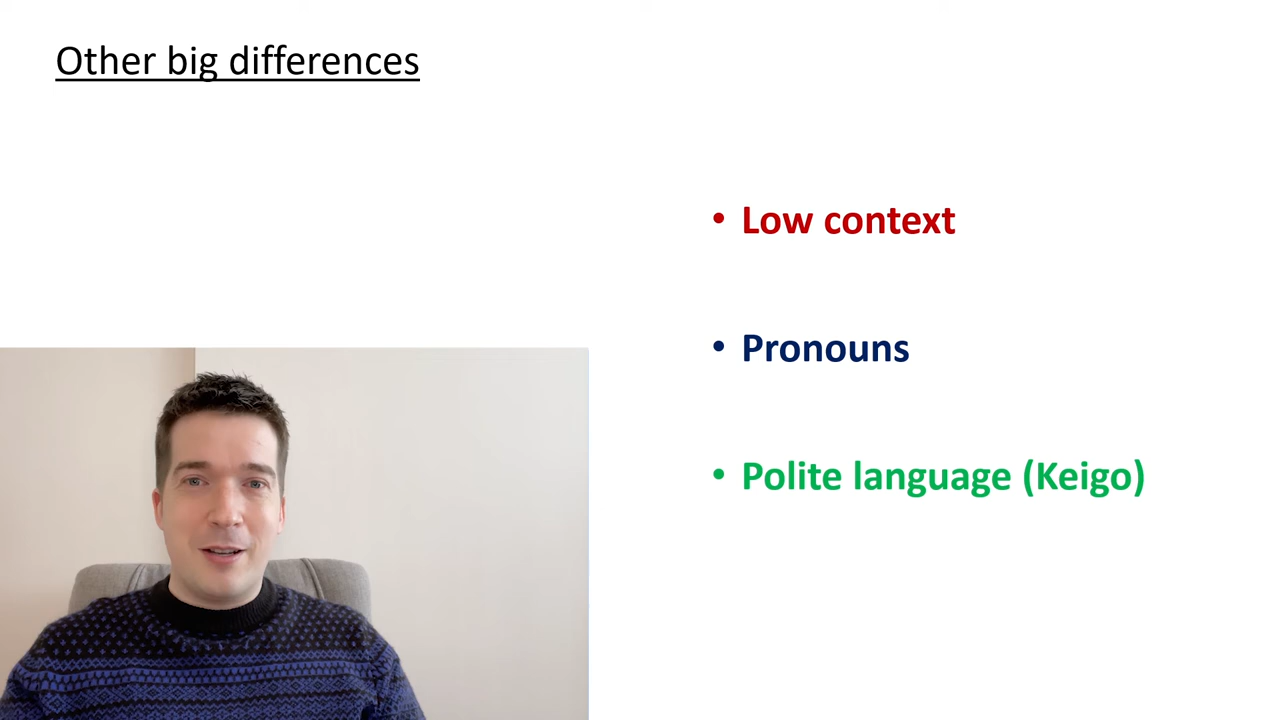 Other big differences
• Low context
• Pronouns
• Polite language (Keigo)